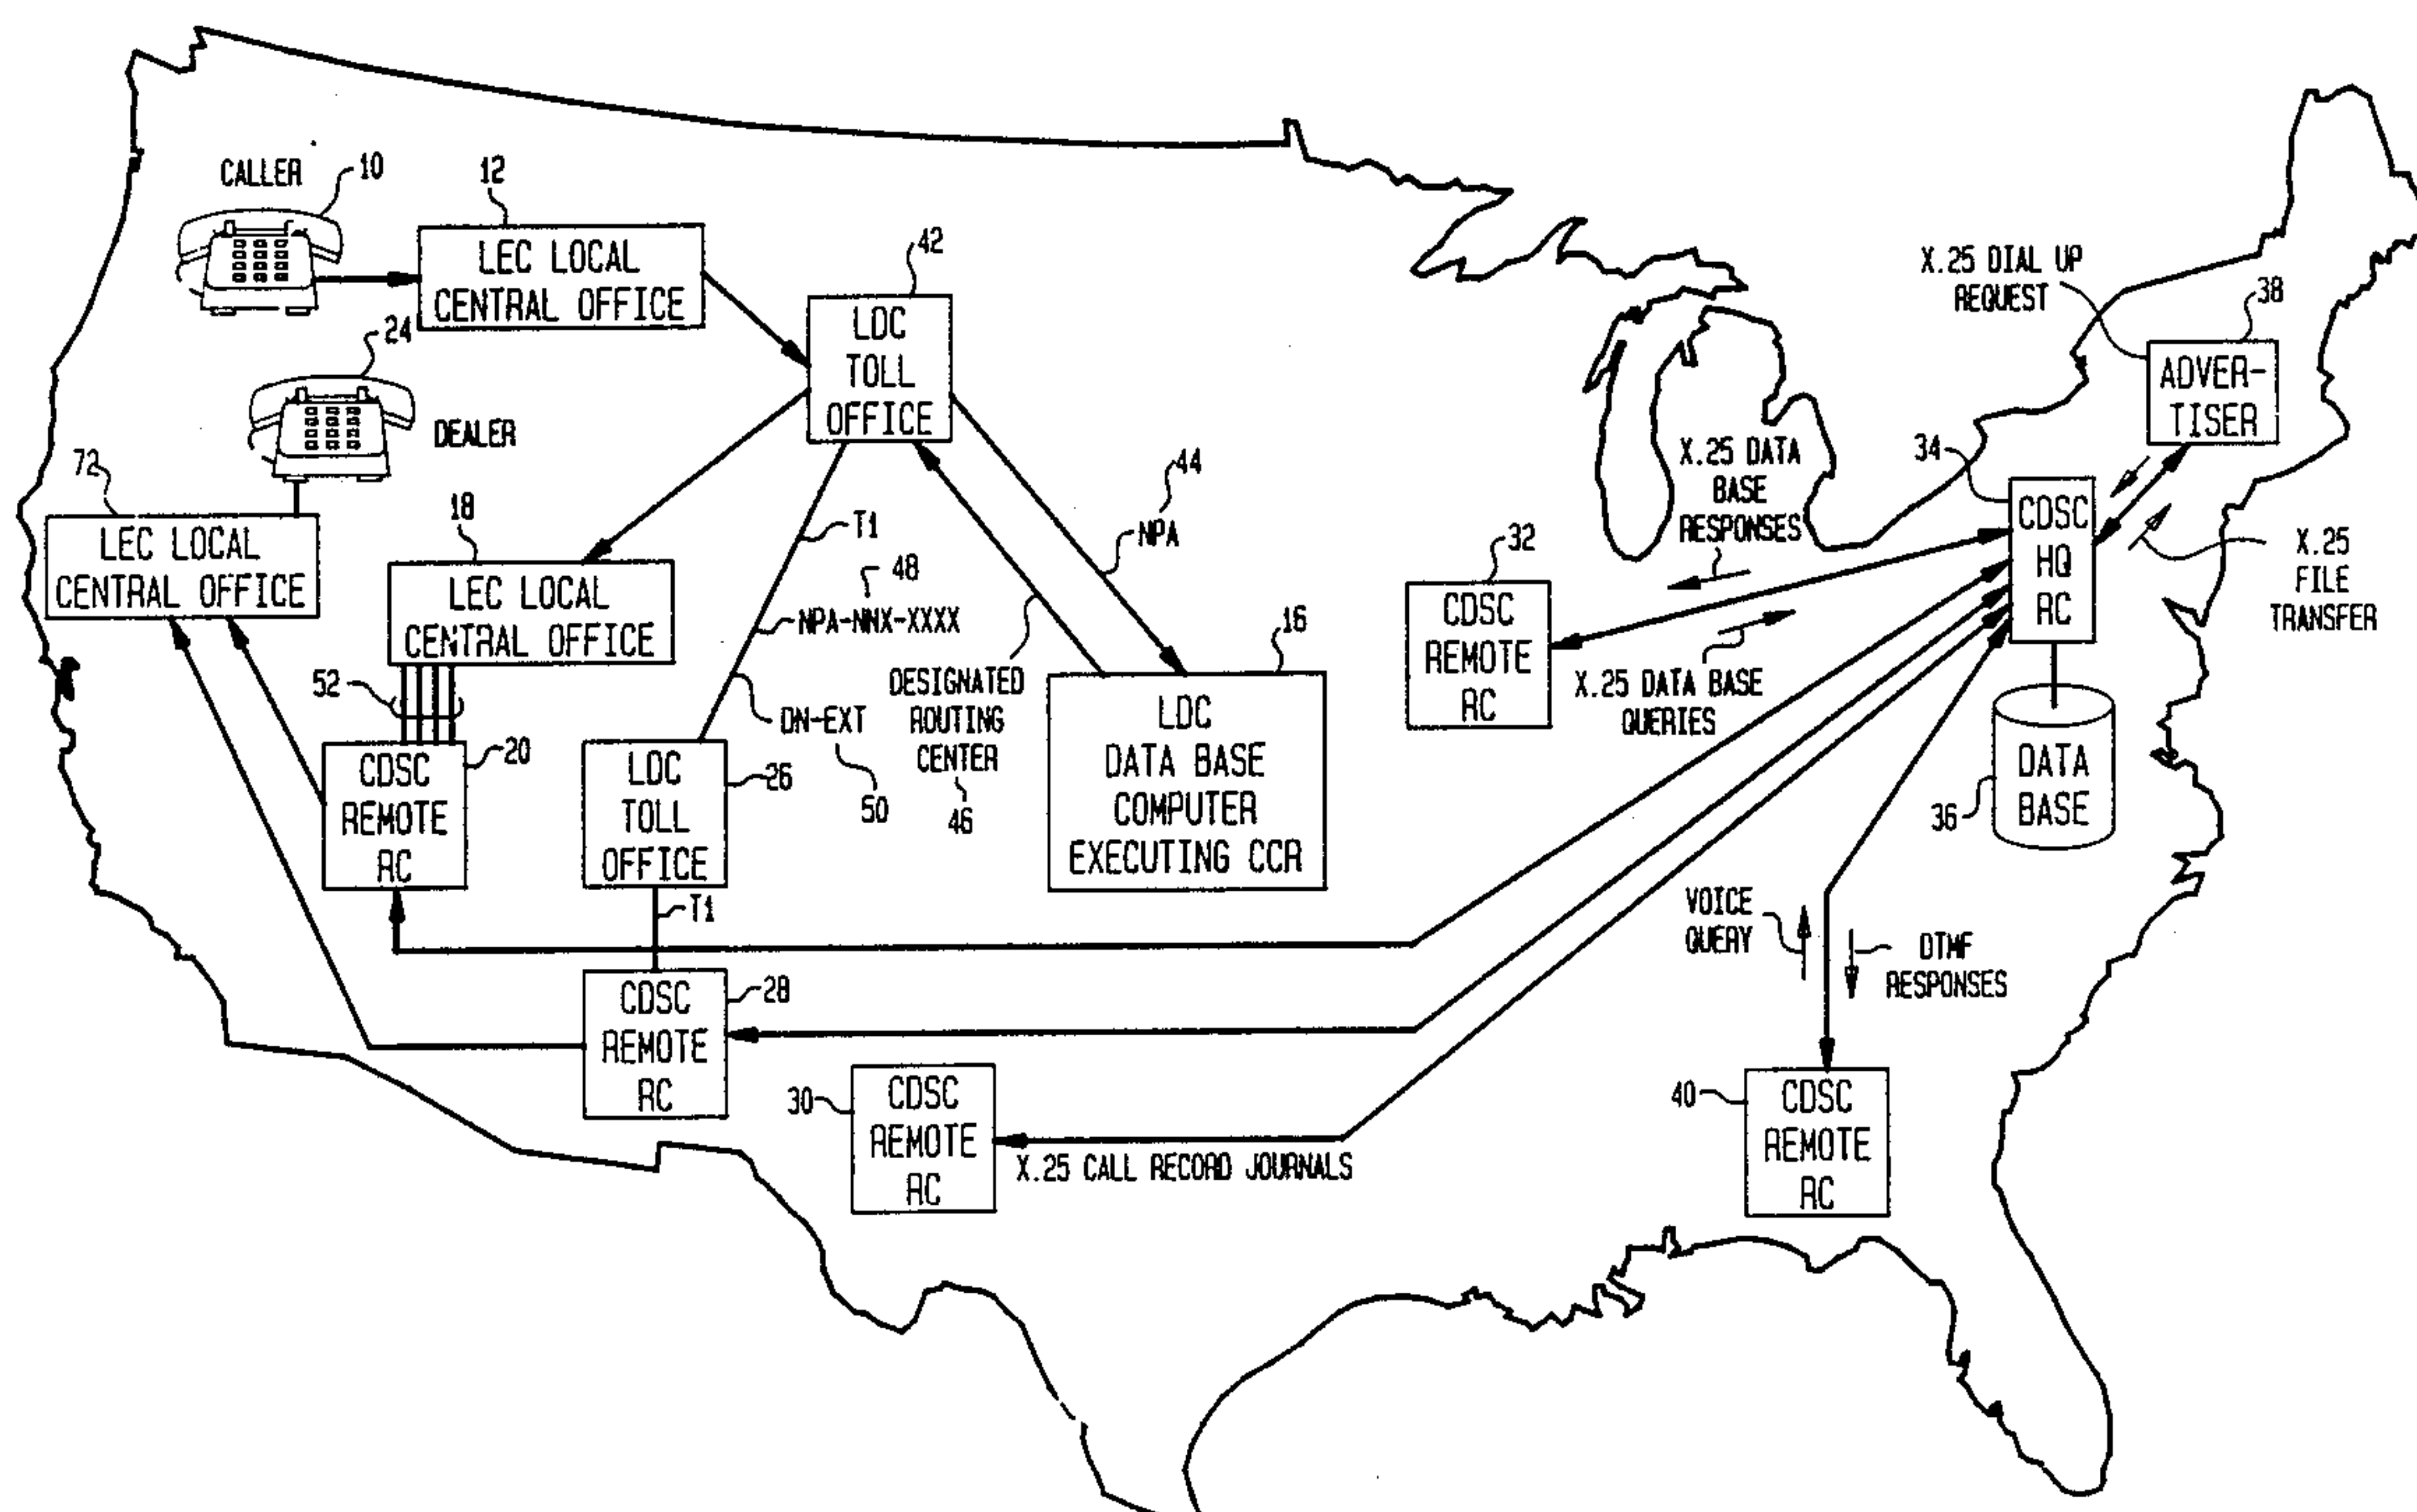 CALLER
10
12
LEC LOCAL
CENTRAL OFFICE
42
LDC
TOLL
OFFICE
24
DEALER
72
LEC LOCAL
CENTRAL OFFICE
18
LEC LOCAL
CENTRAL OFFICE
52
CDSC
REMOTE
RC
20
T1
48
NPA-NNX-XXXX
DN-EXT
50
LDC
TOLL
OFFICE
26
T1
CDSC
REMOTE
RC
28
44
NPA
DESIGNATED
ROUTING
CENTER
46
16
LDC
DATA BASE
COMPUTER
EXECUTING CCR
30
CDSC
REMOTE
RC
X.25 CALL RECORD JOURNALS
32
CDSC
REMOTE
RC
X.25 DATA
BASE
RESPONSES
X.25 DATA BASE
QUERIES
X.25 DIAL UP
REQUEST
38
ADVER-
TISER
34
CDSC
HQ
RC
X.25
FILE
TRANSFER
36
DATA
BASE
VOICE
QUERY
DTMF
RESPONSES
40
CDSC
REMOTE
RC